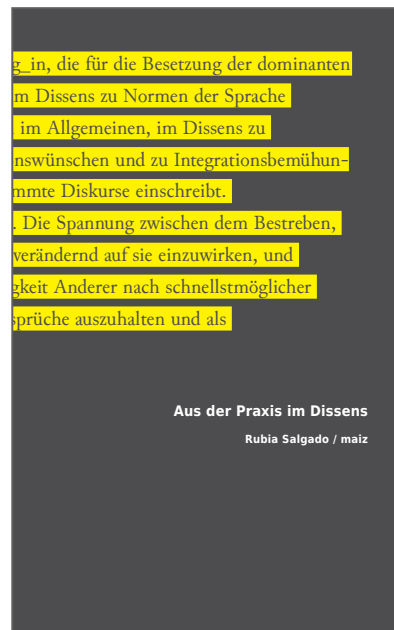 g_in, die für die Besetzung der dominanten
m Dissens zu Normen der Sprache
im Allgemeinen, im Dissens zu
nswünschen und zu Integrationsbemühun-
mmte Diskurse einschreibt.
. Die Spannung zwischen dem Bestreben,
verändernd auf sie einzuwirken, und
gkeit Anderer nach schnellstmöglicher
sprüche auszuhalten und als
Aus der Praxis im Dissens
Rubia Salgado / maiz